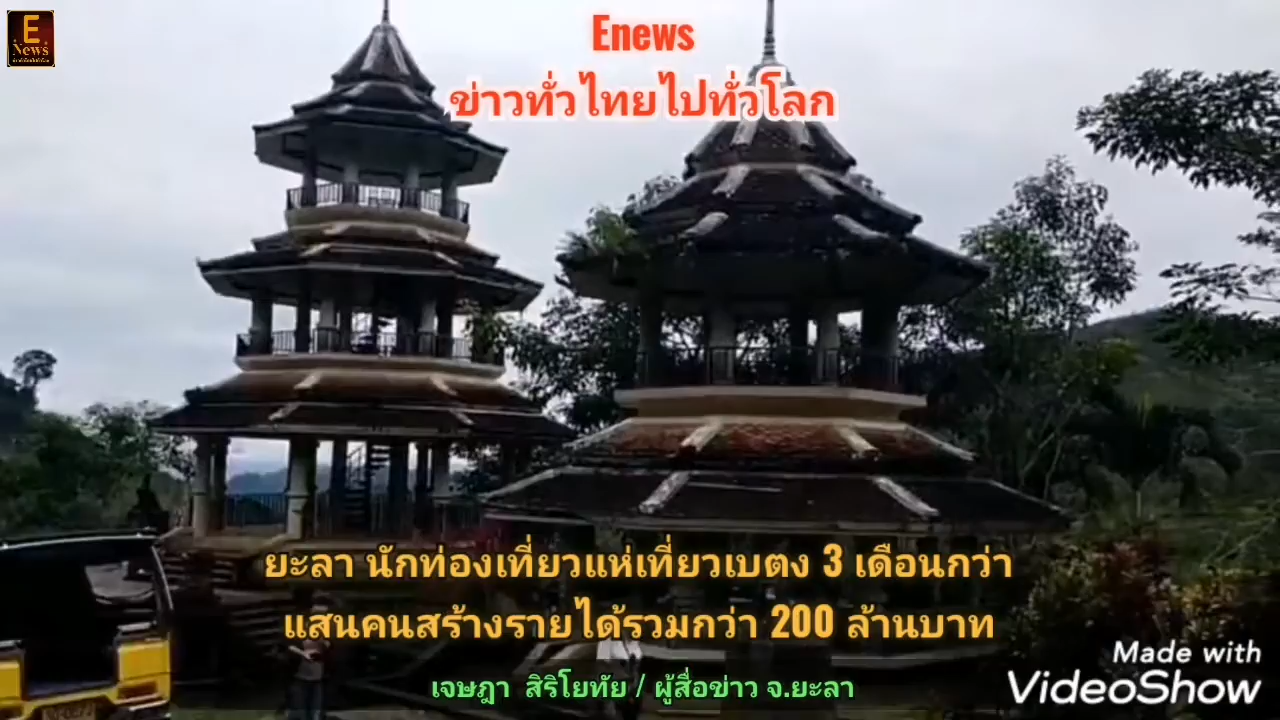 E
News
Enews
ข่าวทั่วไทยไปทั่วโลก
ยะลา นักท่องเที่ยวแห่เที่ยวเบตง 3 เดือนกว่า
แสนคนสร้างรายได้รวมกว่า 200 ล้านบาท
เจษฎา สิริโยทัย / ผู้สื่อข่าว จ.ยะลา
Made with
VideoShow